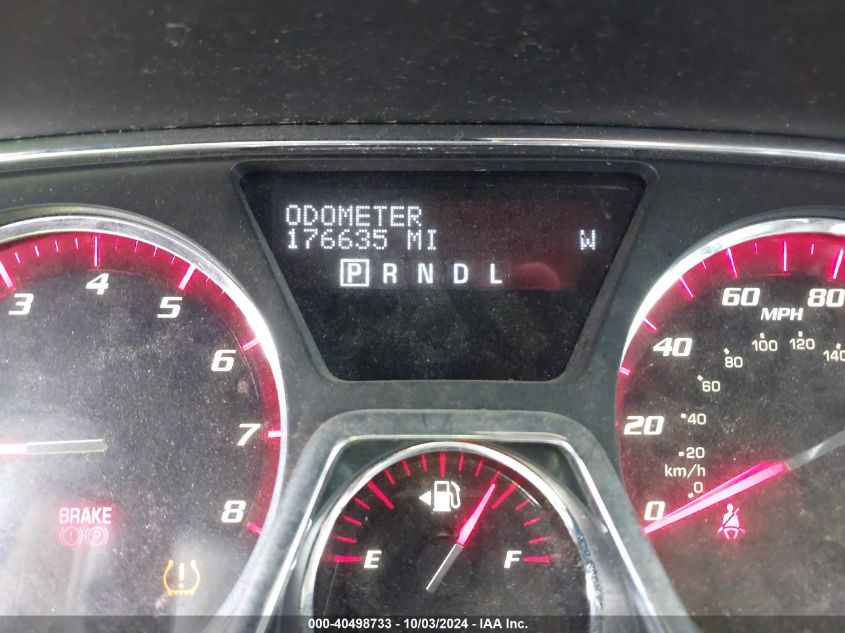 ODOMETER
176635 MI W
P R N D L
3 4 5 6 7 8
BRAKE
P
E F
60 80
MPH
40
20
0
80 100 120 140
60
40
20
km/h
0
000-40498733 - 10/03/2024 - IAA Inc.